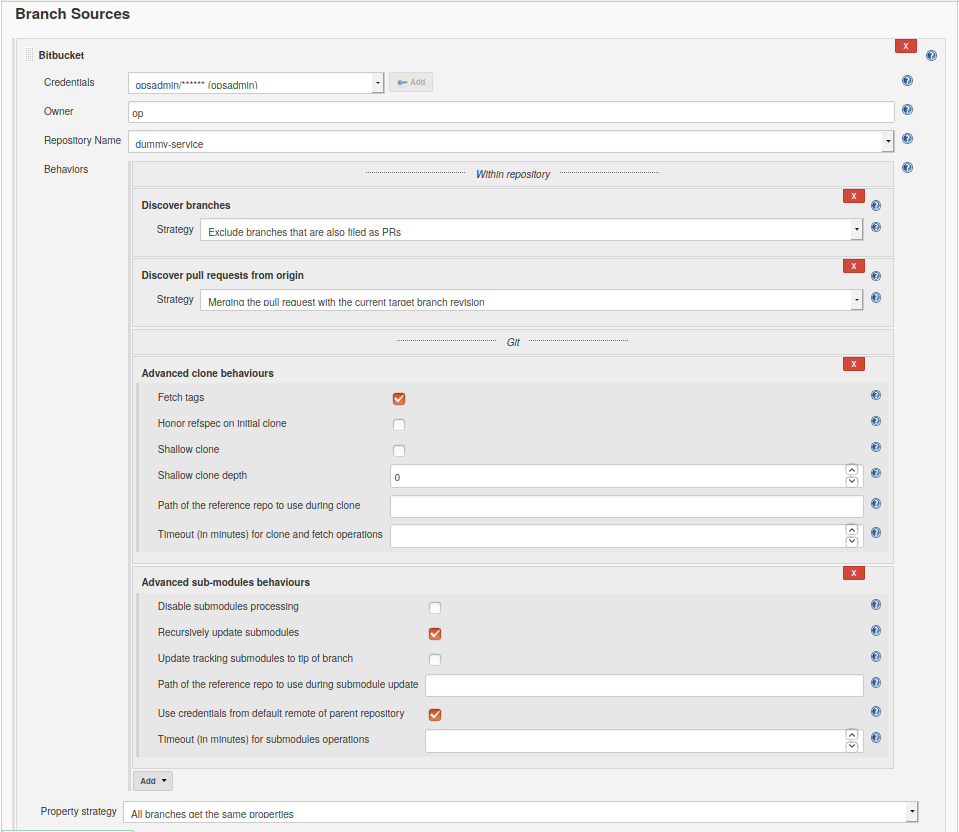 Branch Sources
Bitbucket
X
Credentials
opsadmin/****** (opsadmin)
Add
Owner
op
Repository Name
dummy-service
Behaviors
Within repository
X
Discover branches
Strategy
Exclude branches that are also filed as PRs
X
Discover pull requests from origin
Strategy
Merging the pull request with the current target branch revision
Git
X
Advanced clone behaviours
Fetch tags
Honor refspec on initial clone
Shallow clone
Shallow clone depth
0
Path of the reference repo to use during clone
Timeout (in minutes) for clone and fetch operations
X
Advanced sub-modules behaviours
Disable submodules processing
Recursively update submodules
Update tracking submodules to tip of branch
Path of the reference repo to use during submodule update
Use credentials from default remote of parent repository
Timeout (in minutes) for submodules operations
Add
Property strategy
All branches get the same properties